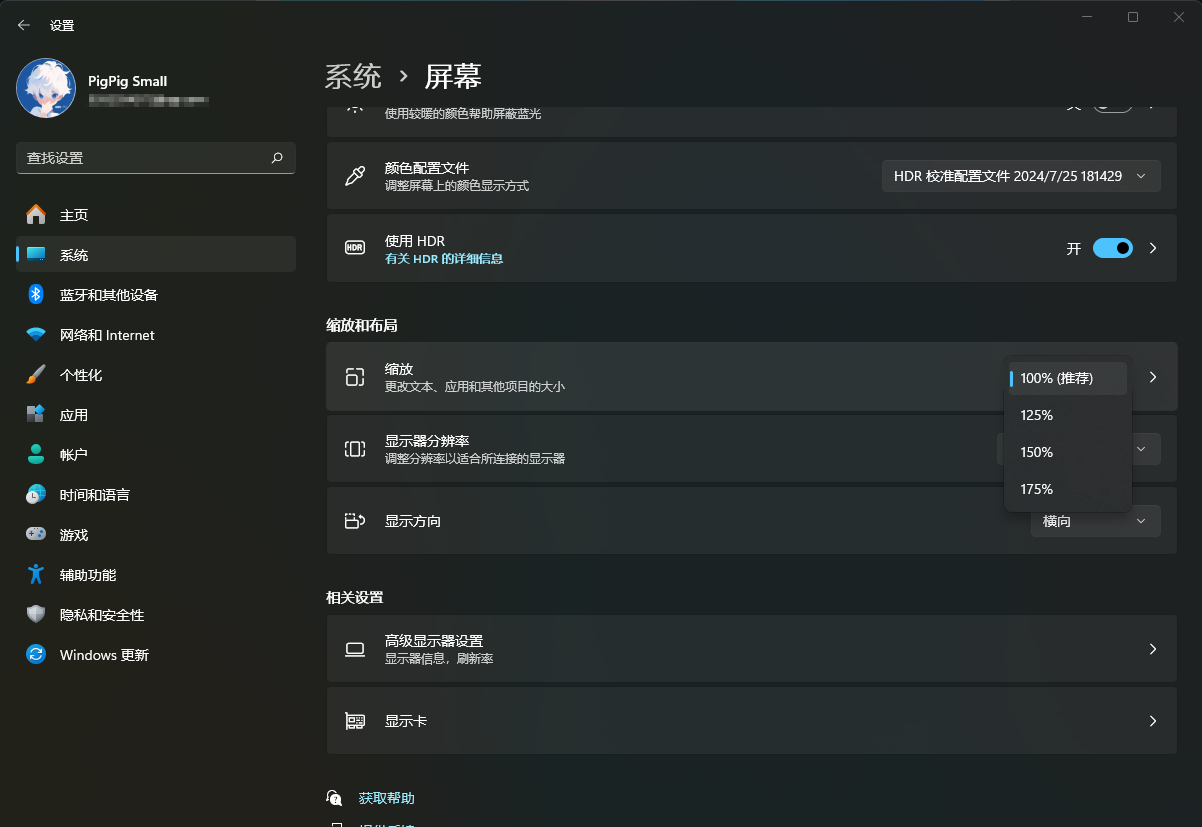 设置
PigPig Small
查找设置
主页
系统
蓝牙和其他设备
网络和 Internet
个性化
应用
帐户
时间和语言
游戏
辅助功能
隐私和安全性
Windows 更新
系统 › 屏幕
使用较暖的颜色帮助屏蔽蓝光
颜色配置文件
调整屏幕上的颜色显示方式
HDR 校准配置文件 2024/7/25 181429
HDR
使用 HDR
有关 HDR 的详细信息
开
缩放和布局
缩放
更改文本、应用和其他项目的大小
100% (推荐)
125%
150%
175%
显示器分辨率
调整分辨率以适合所连接的显示器
显示方向
横向
相关设置
高级显示器设置
显示器信息，刷新率
显示卡
获取帮助